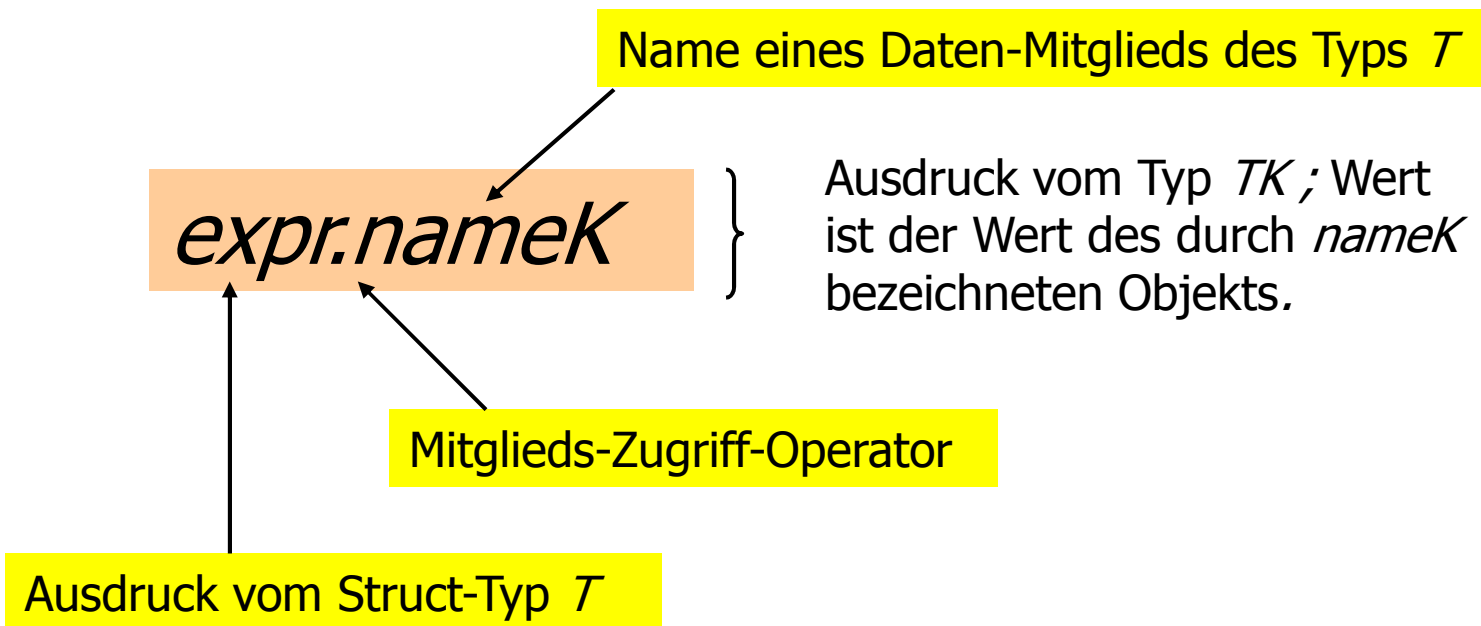 Name eines Daten-Mitglieds des Typs T
expr.nameK
Ausdruck vom Typ TK ; Wert
ist der Wert des durch nameK
bezeichneten Objekts.
Mitglieds-Zugriff-Operator
Ausdruck vom Struct-Typ T